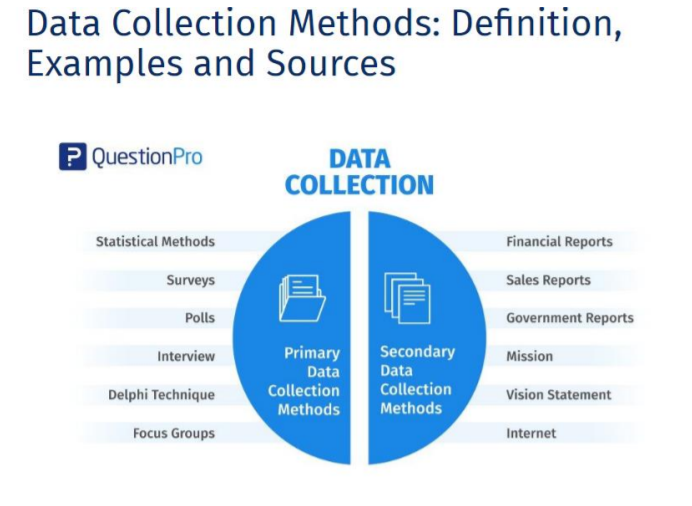 Data Collection Methods: Definition,
Examples and Sources
QuestionPro
DATA
COLLECTION
Statistical Methods
Surveys
Polls
Interview
Delphi Technique
Focus Groups
Primary
Data
Collection
Methods
Secondary
Data
Collection
Methods
Financial Reports
Sales Reports
Government Reports
Mission
Vision Statement
Internet